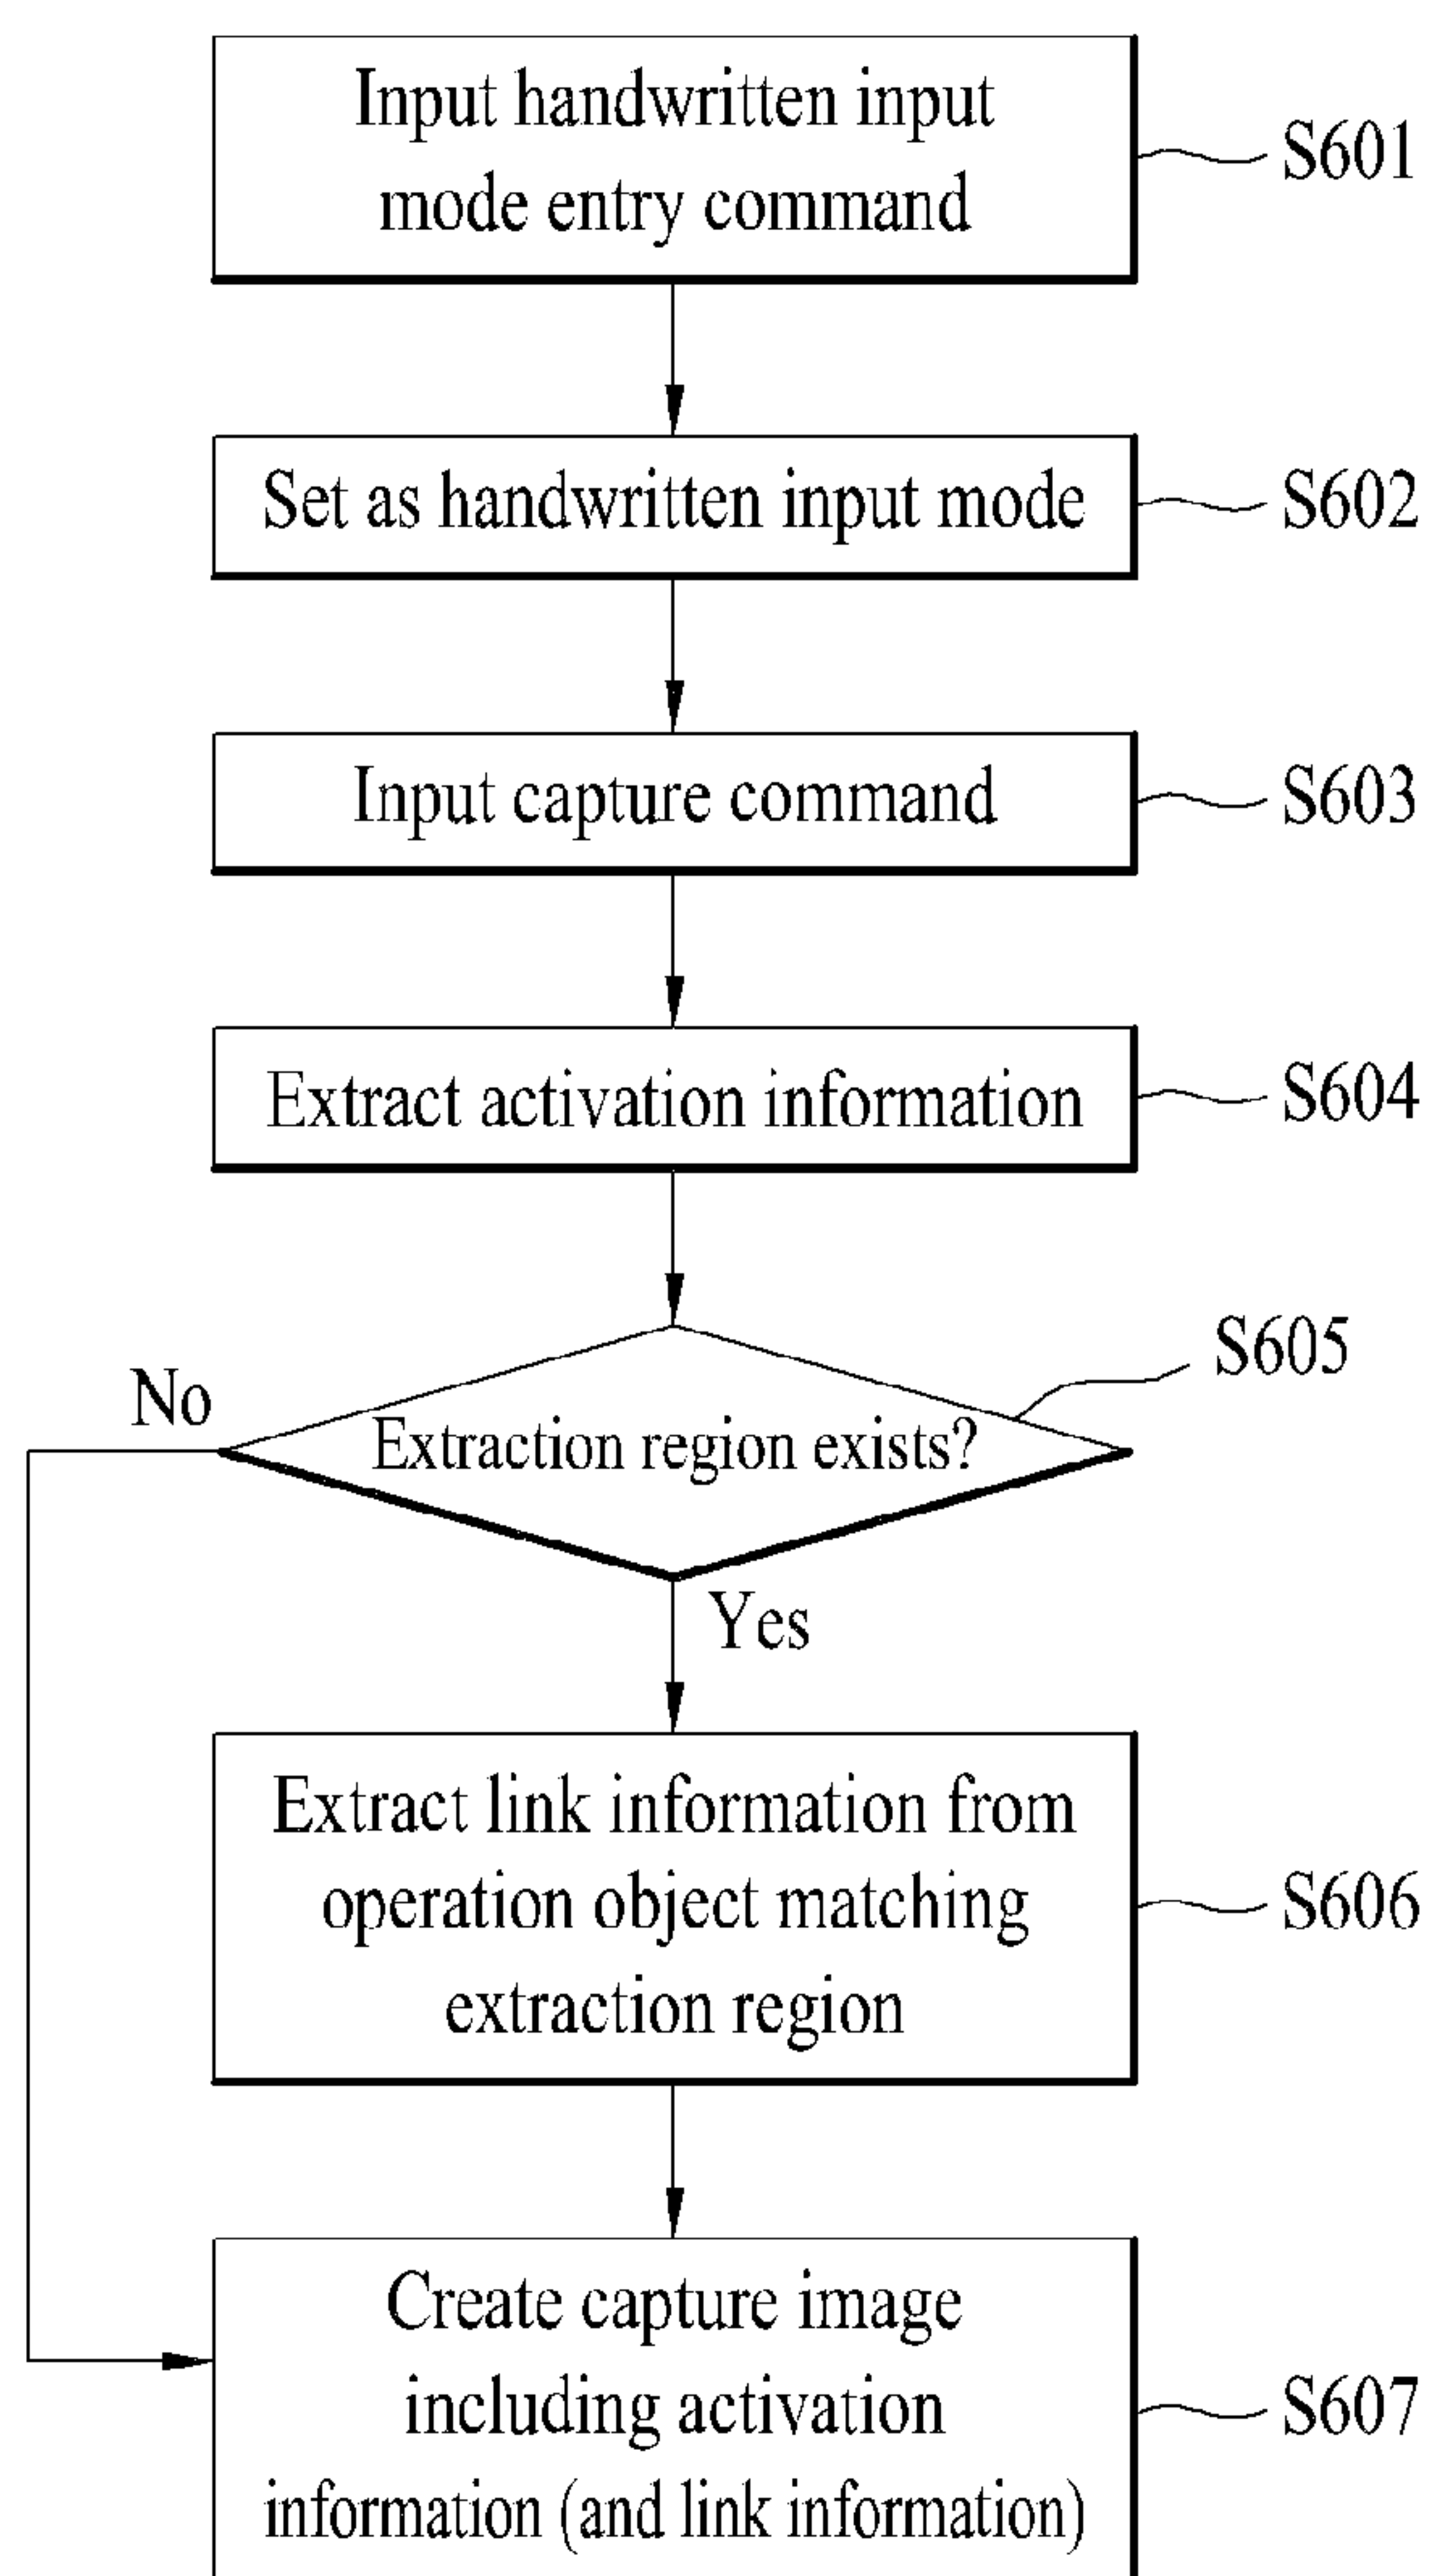 Input handwritten input
mode entry command
S601
Set as handwritten input mode
S602
Input capture command
S603
Extract activation information
S604
S605
No
Extraction region exists?
Yes
Extract link information from
operation object matching
extraction region
S606
Create capture image
including activation
information (and link information)
S607